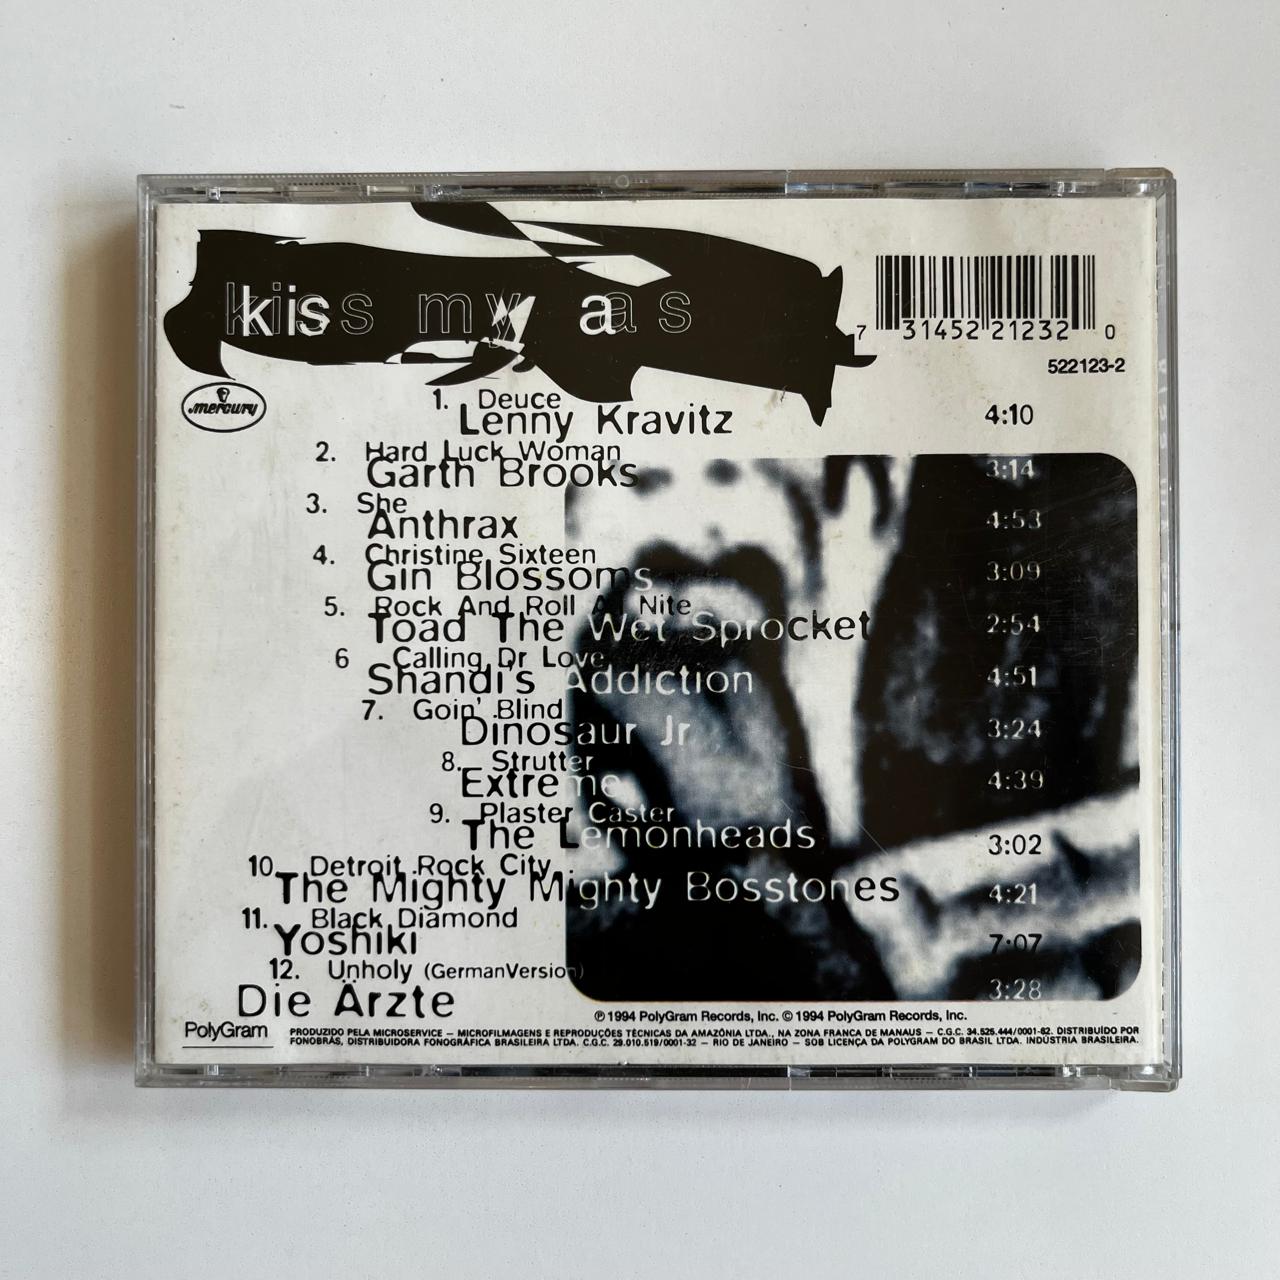 kiss my as
7 31452 21232 0
522123-2
mercury
1. Deuce
Lenny Kravitz 4:10
2. Hard Luck Woman
Garth Brooks 3:14
3. She
Anthrax 4:53
4. Christine Sixteen
Gin Blossoms 3:09
5. Rock And Roll All Nite
Toad The Wet Sprocket 2:54
6 Calling Dr Love
Shandi's Addiction 4:51
7. Goin' Blind
Dinosaur Jr 3:24
8. Strutter
Extreme 4:39
9. Plaster Caster
The Lemonheads 3:02
10. Detroit Rock City
The Mighty Mighty Bosstones 4:21
11. Black Diamond
Yoshiki 7:07
12. Unholy (GermanVersion)
Die Ärzte 3:28
℗ 1994 PolyGram Records, Inc. © 1994 PolyGram Records, Inc.
PolyGram
PRODUZIDO PELA MICROSERVICE – MICROFILMAGENS E REPRODUÇÕES TÉCNICAS DA AMAZÔNIA LTDA., NA ZONA FRANCA DE MANAUS – C.G.C. 34.525.444/0001-62. DISTRIBUÍDO POR
FONOBRÁS, DISTRIBUIDORA FONOGRÁFICA BRASILEIRA LTDA. C.G.C. 29.010.519/0001-32 – RIO DE JANEIRO – SOB LICENÇA DA POLYGRAM DO BRASIL LTDA. INDÚSTRIA BRASILEIRA.